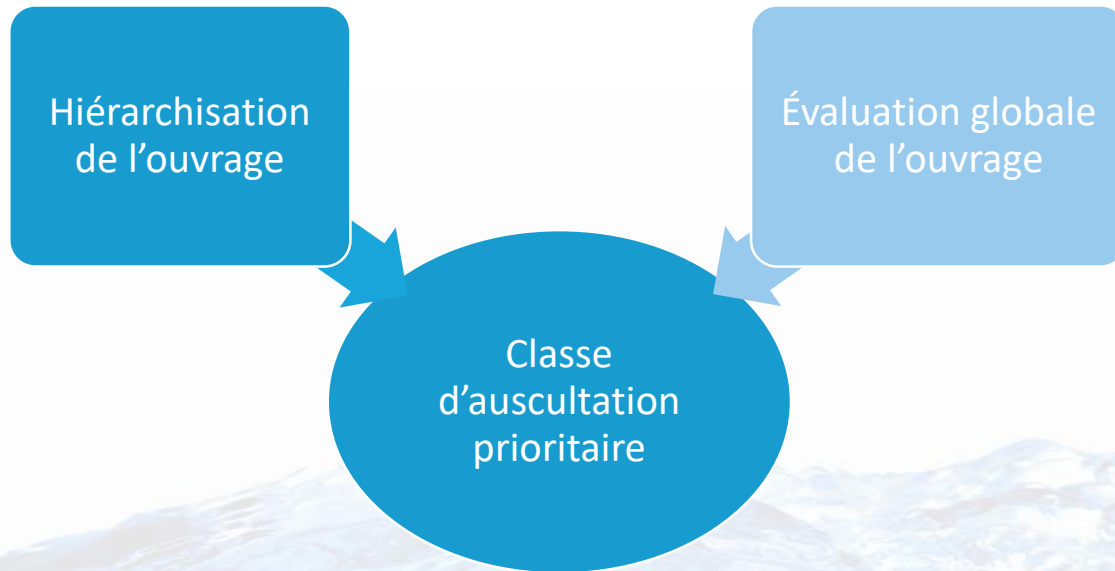 Hiérarchisation
de l’ouvrage
Évaluation globale
de l’ouvrage
Classe
d’auscultation
prioritaire